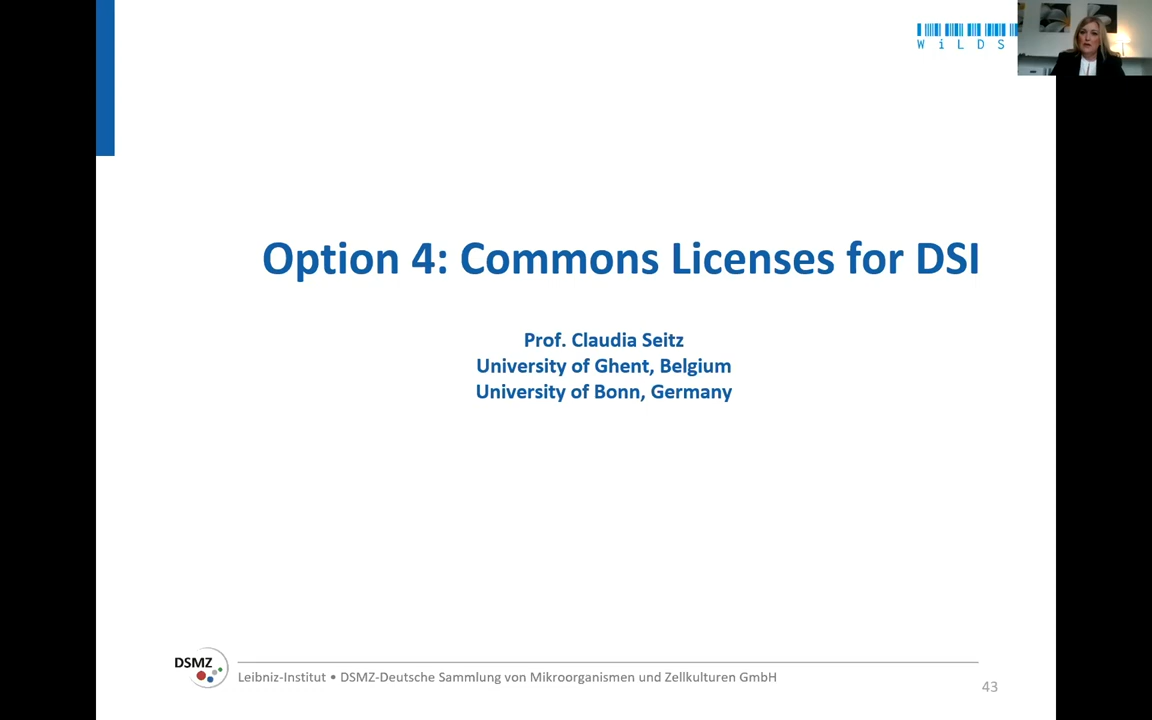 WiLDS
Option 4: Commons Licenses for DSI
Prof. Claudia Seitz
University of Ghent, Belgium
University of Bonn, Germany
DSMZ
Leibniz-Institut • DSMZ-Deutsche Sammlung von Mikroorganismen und Zellkulturen GmbH
43